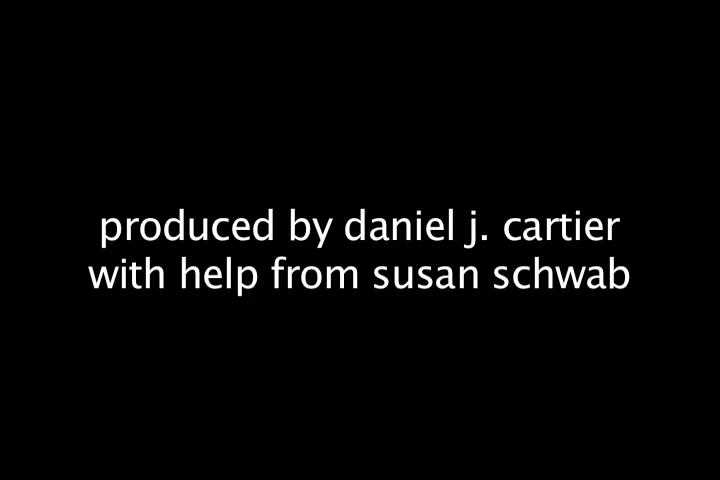 produced by daniel j. cartier
with help from susan schwab